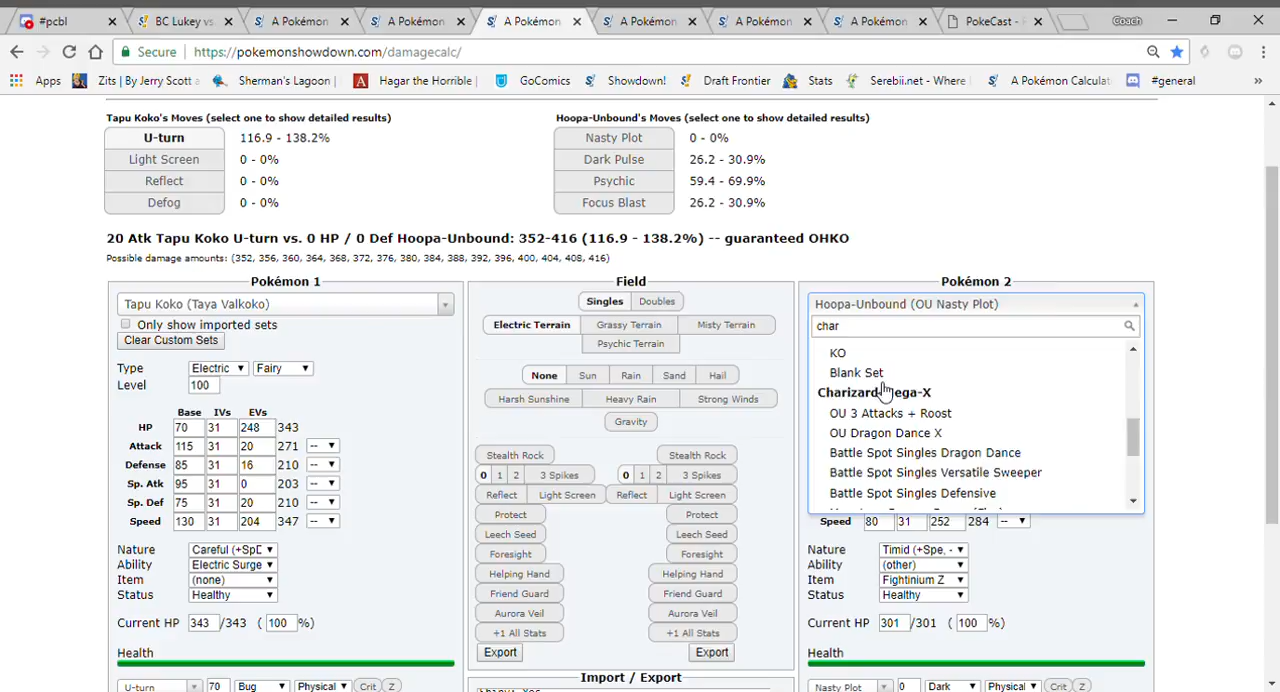 #pcbl × BC Lukey vs. × A Pokémon × A Pokémon × A Pokémon × A Pokémon × A Pokémon × A Pokémon × PokeCast - × Coach
Secure https://pokemonshowdown.com/damagecalc/
Apps Zits | By Jerry Scott Sherman's Lagoon | Hagar the Horrible | GoComics Showdown! Draft Frontier Stats Serebii.net - Where A Pokémon Calculat #general »
Tapu Koko's Moves (select one to show detailed results) Hoopa-Unbound's Moves (select one to show detailed results)
U-turn 116.9 - 138.2% Nasty Plot 0 - 0%
Light Screen 0 - 0% Dark Pulse 26.2 - 30.9%
Reflect 0 - 0% Psychic 59.4 - 69.9%
Defog 0 - 0% Focus Blast 26.2 - 30.9%
20 Atk Tapu Koko U-turn vs. 0 HP / 0 Def Hoopa-Unbound: 352-416 (116.9 - 138.2%) -- guaranteed OHKO
Possible damage amounts: (352, 356, 360, 364, 368, 372, 376, 380, 384, 388, 392, 396, 400, 404, 408, 416)
Pokémon 1 Field Pokémon 2
Tapu Koko (Taya Valkoko) Singles Doubles Hoopa-Unbound (OU Nasty Plot)
Only show imported sets Electric Terrain Grassy Terrain Misty Terrain char
Clear Custom Sets Psychic Terrain KO
Type Electric Fairy None Sun Rain Sand Hail Blank Set
Level 100 Harsh Sunshine Heavy Rain Strong Winds Charizard-Mega-X
Base IVs EVs Gravity OU 3 Attacks + Roost
HP 70 31 248 343 OU Dragon Dance X
Attack 115 31 20 271 -- Stealth Rock Stealth Rock Battle Spot Singles Dragon Dance
Defense 85 31 16 210 -- 0 1 2 3 Spikes 0 1 2 3 Spikes Battle Spot Singles Versatile Sweeper
Sp. Atk 95 31 0 203 -- Reflect Light Screen Reflect Light Screen Battle Spot Singles Defensive
Sp. Def 75 31 20 210 -- Protect Protect
Speed 130 31 204 347 -- Leech Seed Leech Seed Speed 80 31 252 284 --
Nature Careful (+SpD Foresight Foresight Nature Timid (+Spe, -
Ability Electric Surge Helping Hand Helping Hand Ability (other)
Item (none) Friend Guard Friend Guard Item Fightinium Z
Status Healthy Aurora Veil Aurora Veil Status Healthy
Current HP 343 /343 ( 100 %) +1 All Stats +1 All Stats Current HP 301 /301 ( 100 %)
Health Export Export Health
Import / Export
U-turn 70 Bug Physical Crit Z Nasty Plot 0 Dark Physical Crit Z